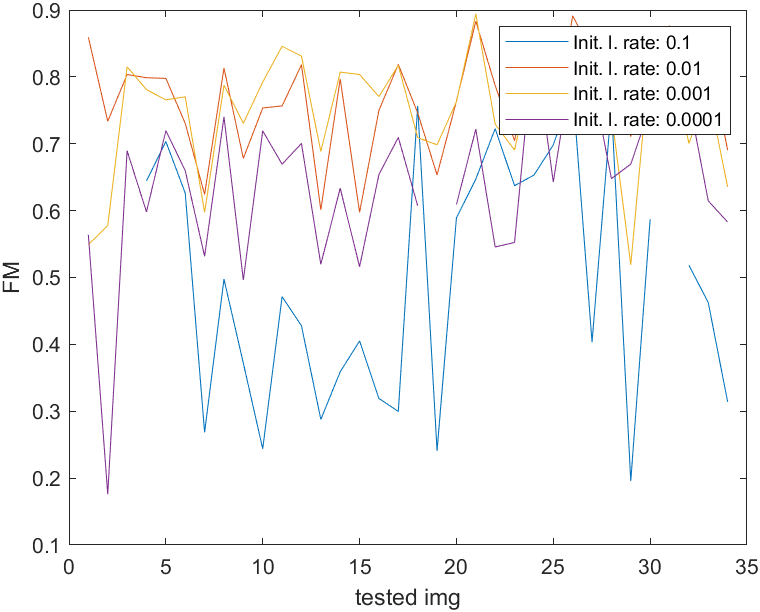 0.9
0.8
0.7
0.6
0.5
0.4
0.3
0.2
0.1
FM
Init. l. rate: 0.1
Init. l. rate: 0.01
Init. l. rate: 0.001
Init. l. rate: 0.0001
0 5 10 15 20 25 30 35
tested img